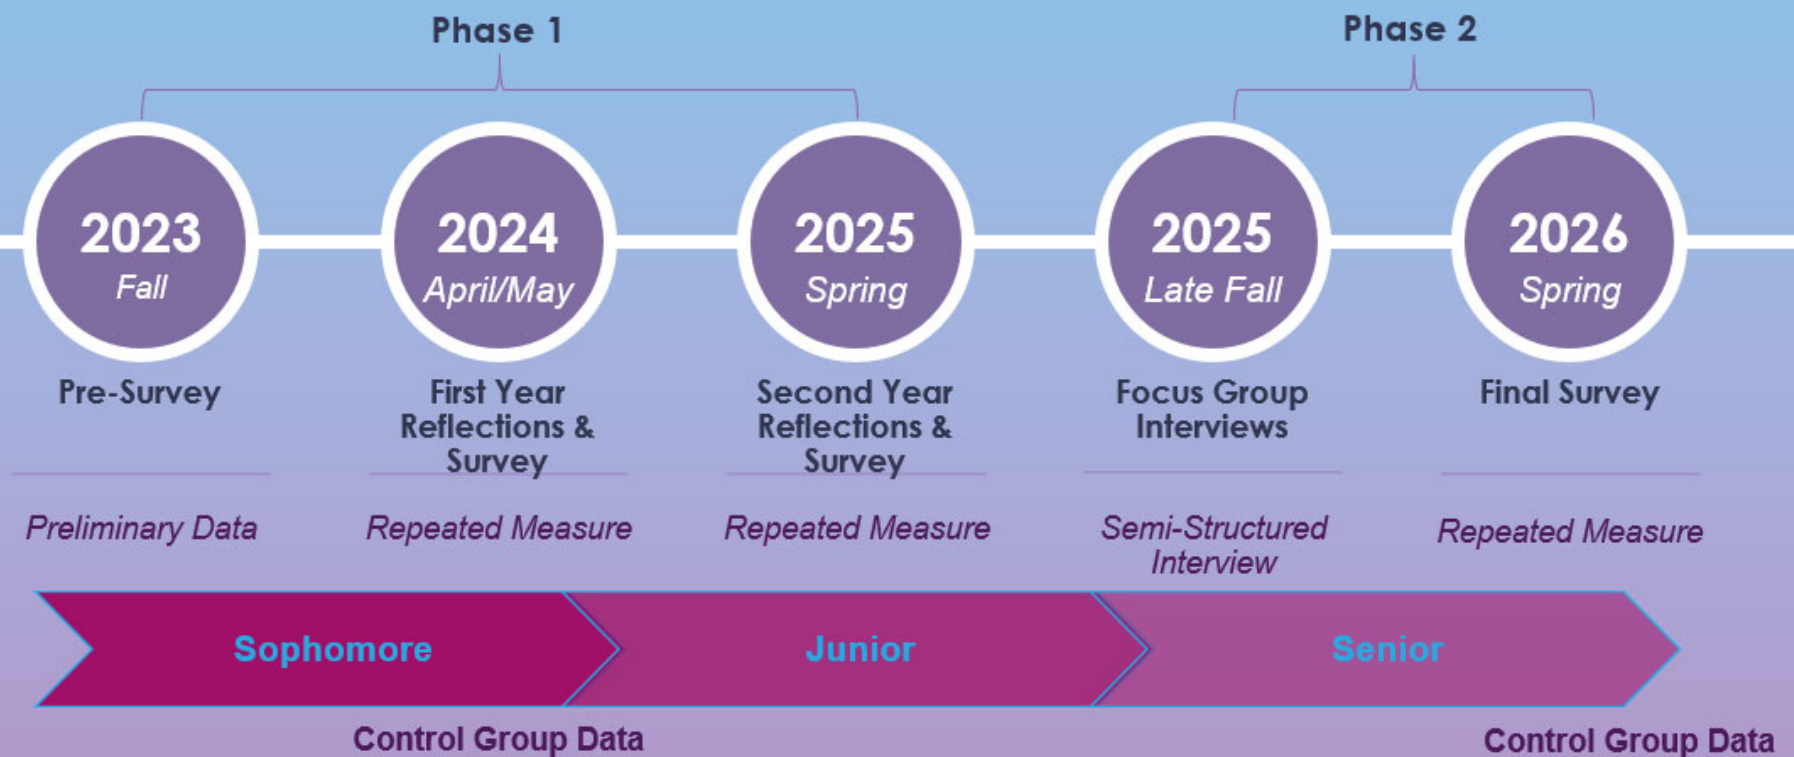 Phase 1
Phase 2
2023
Fall
2024
April/May
2025
Spring
2025
Late Fall
2026
Spring
Pre-Survey
First Year
Reflections &
Survey
Second Year
Reflections &
Survey
Focus Group
Interviews
Final Survey
Preliminary Data
Repeated Measure
Repeated Measure
Semi-Structured
Interview
Repeated Measure
Sophomore
Junior
Senior
Control Group Data
Control Group Data